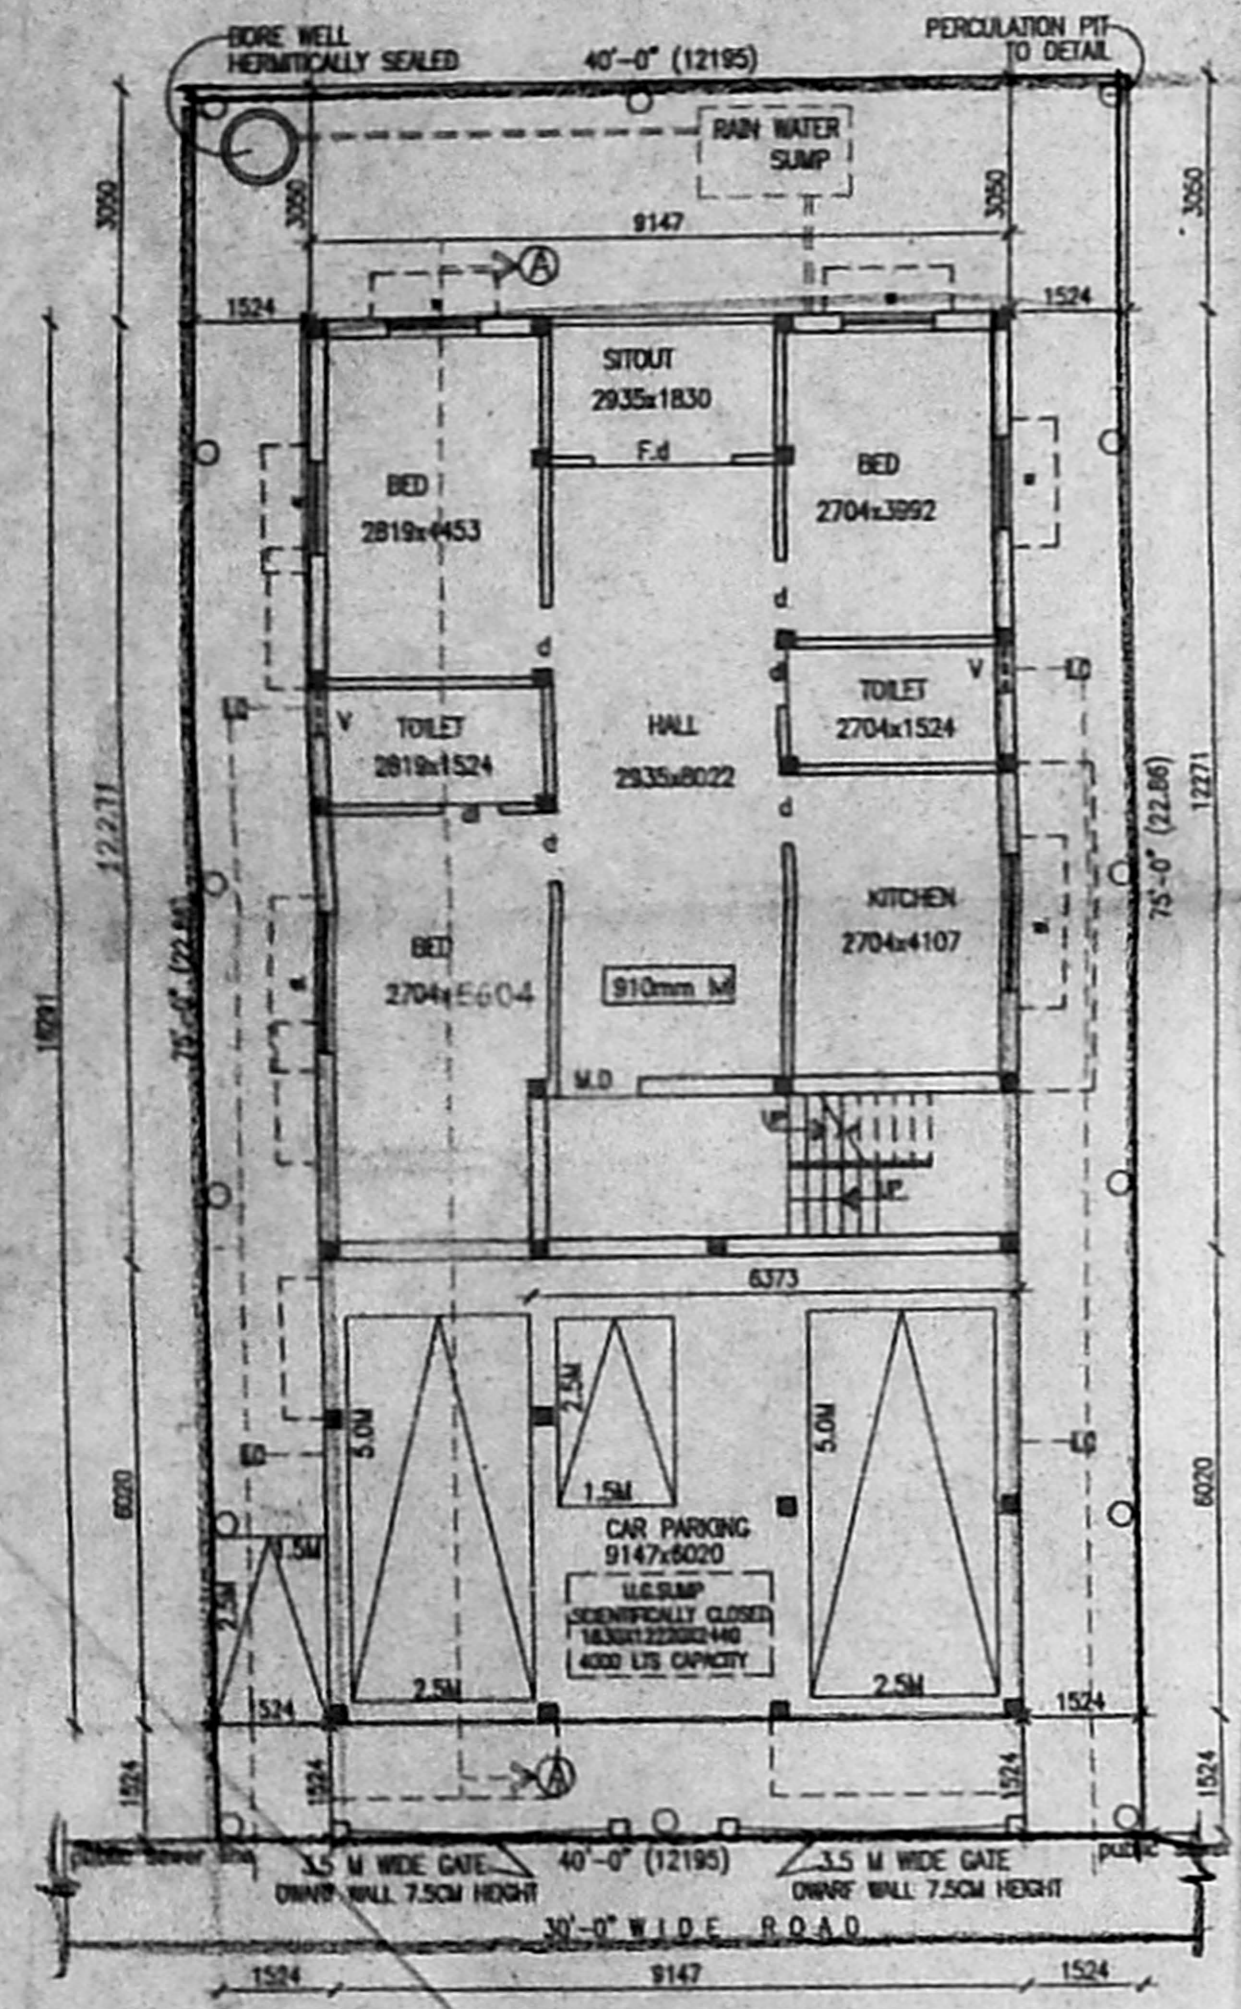 BORE WELL
HERMITICALLY SEALED
40'-0" (12195)
PERCULATION PIT
TO DETAIL
RAIN WATER
SUMP
3050
3050
3050
3050
9147
A
1524
1524
SITOUT
2935x1830
F.d
BED
2819x4453
BED
2704x3992
d
d
d
V
TOILET
2819x1524
HALL
2935x8022
V
TOILET
2704x1524
d
d
d
12271
75'-0" (22.86)
12271
75'-0" (22.86)
18291
BED
2704x5604
910mm
KITCHEN
2704x4107
M.D
UP
UP
6373
5.0M
2.5M
1.5M
5.0M
6020
6020
CAR PARKING
9147x6020
1.5M
2.5M
U.G.SUMP
SCIENTIFICALLY CLOSED
4000 LTS CAPACITY
2.5M
2.5M
1524
1524
1524
1524
1524
1524
A
public sewer line
public
3.5 M WIDE GATE
DWARF WALL 7.5CM HEIGHT
40'-0" (12195)
3.5 M WIDE GATE
DWARF WALL 7.5CM HEIGHT
30'-0" WIDE ROAD
1524
9147
1524